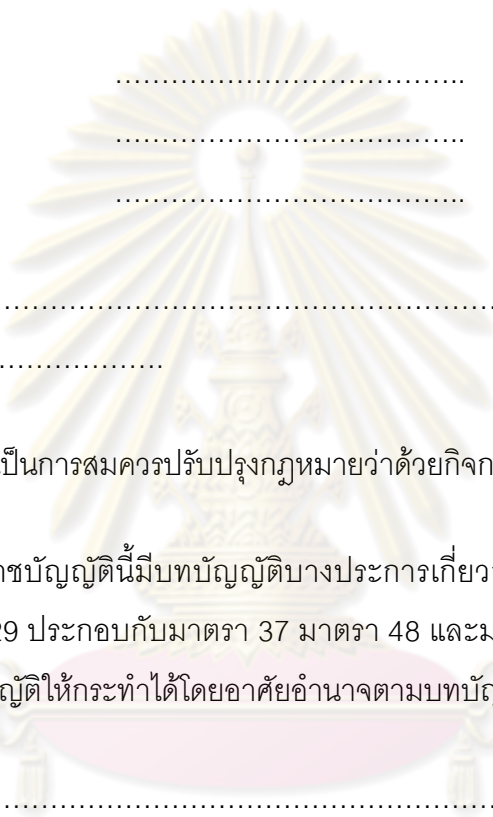 ……………………………….
……………………………….
……………………………….
………………………………………………
……………….
เป็นการสมควรปรับปรุงกฎหมายว่าด้วยกิจก
าชบัญญัตินี้มีบทบัญญัติบางประการเกี่ยว
29 ประกอบกับมาตรา 37 มาตรา 48 และม
ญัติให้กระทำได้โดยอาศัยอำนาจตามบทบัญ
………………………………………………